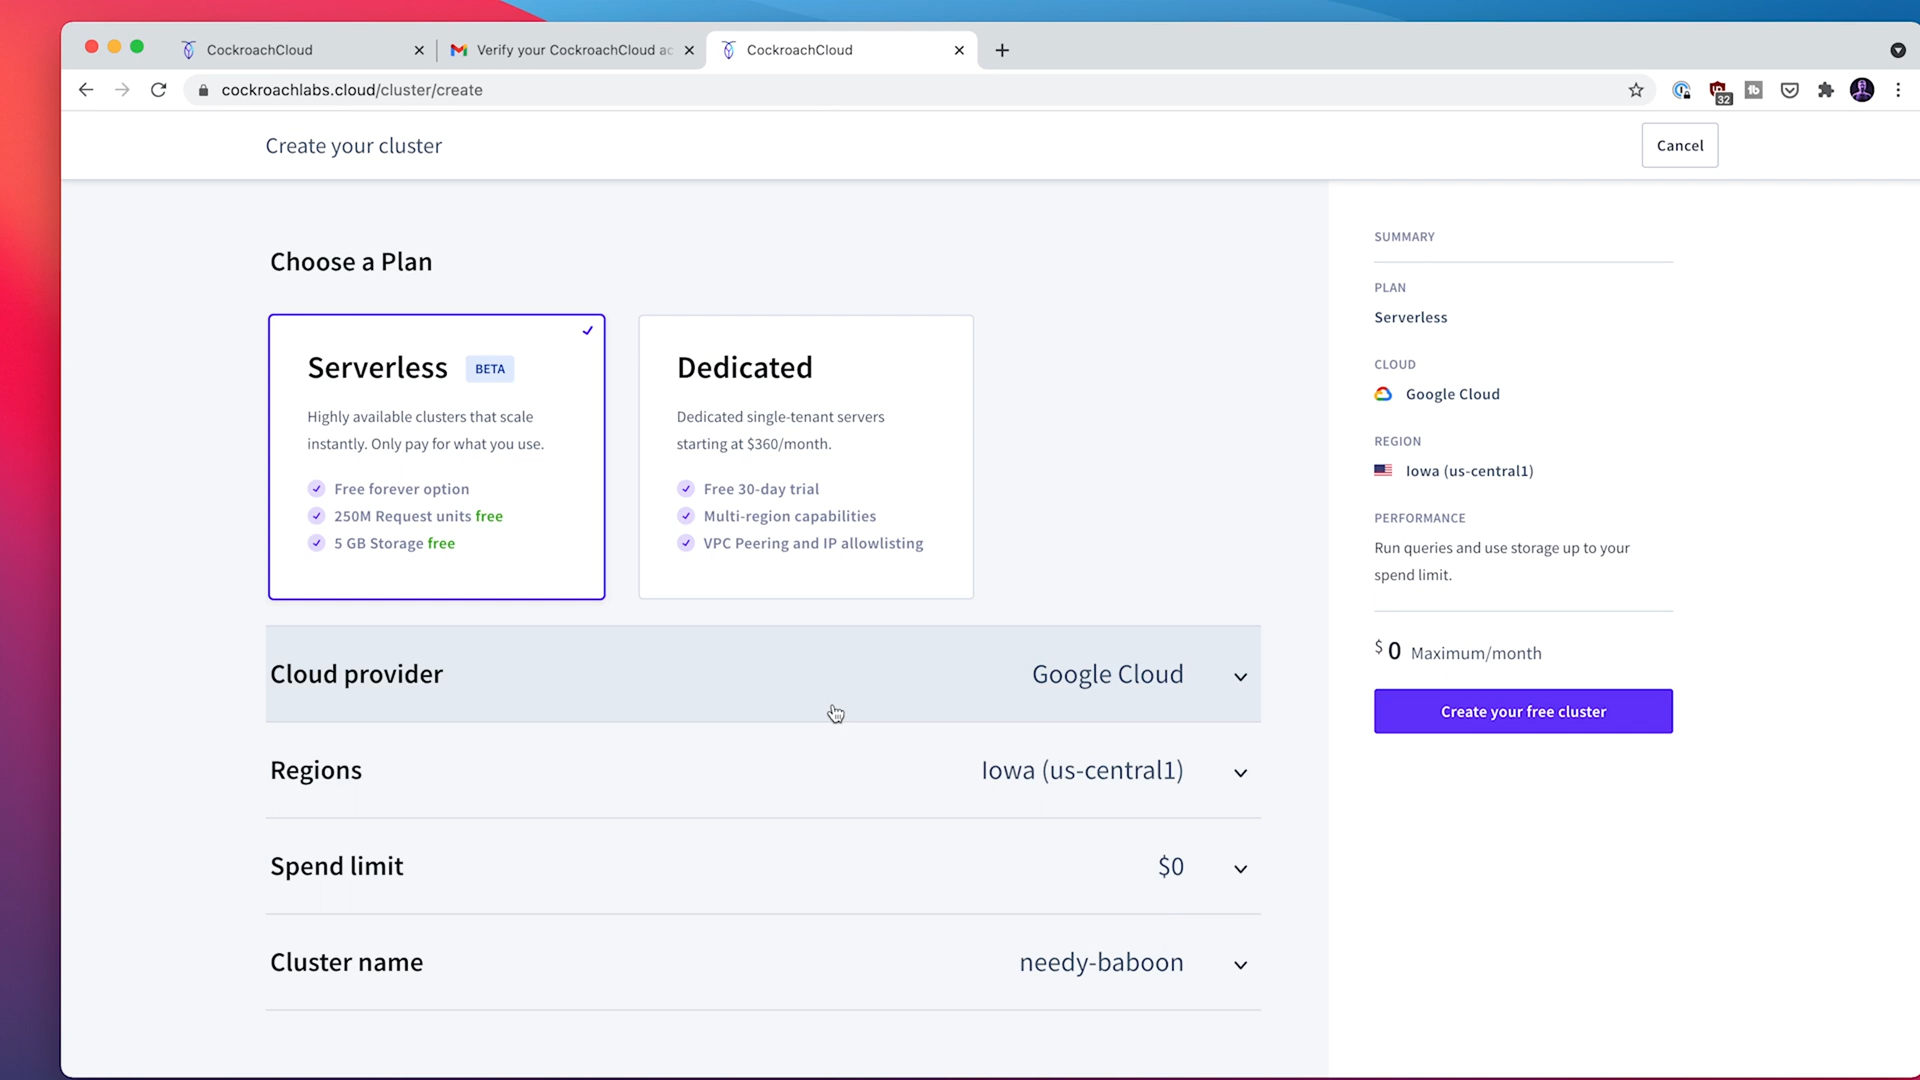 CockroachCloud
Verify your CockroachCloud ac
CockroachCloud
cockroachlabs.cloud/cluster/create
32
Create your cluster
Cancel
Choose a Plan
Serverless BETA
Highly available clusters that scale
instantly. Only pay for what you use.
Free forever option
250M Request units free
5 GB Storage free
Dedicated
Dedicated single-tenant servers
starting at $360/month.
Free 30-day trial
Multi-region capabilities
VPC Peering and IP allowlisting
Cloud provider Google Cloud
Regions Iowa (us-central1)
Spend limit $0
Cluster name needy-baboon
SUMMARY
PLAN
Serverless
CLOUD
Google Cloud
REGION
Iowa (us-central1)
PERFORMANCE
Run queries and use storage up to your
spend limit.
$ 0 Maximum/month
Create your free cluster